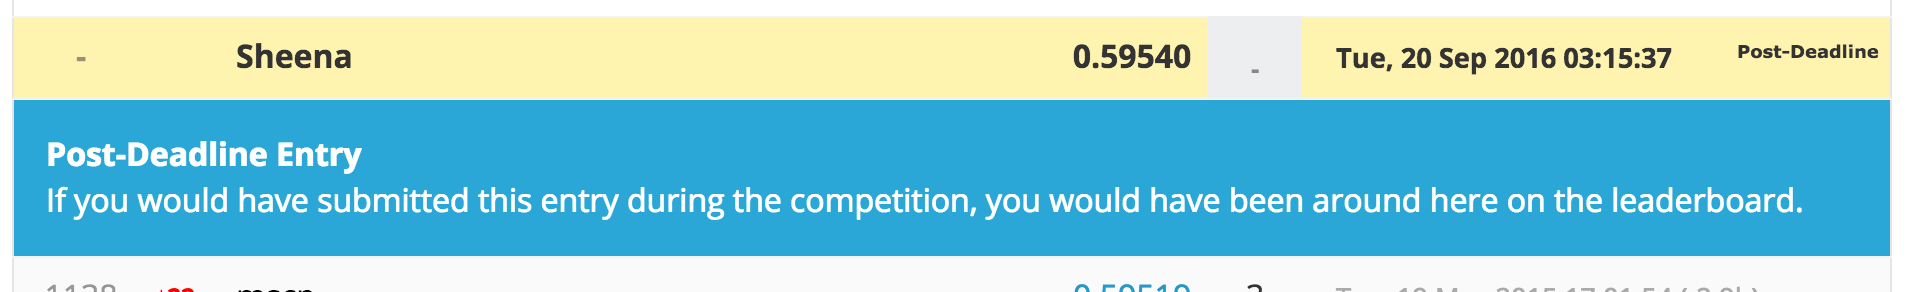 - Sheena 0.59540 - Tue, 20 Sep 2016 03:15:37 Post-Deadline
Post-Deadline Entry
If you would have submitted this entry during the competition, you would have been around here on the leaderboard.